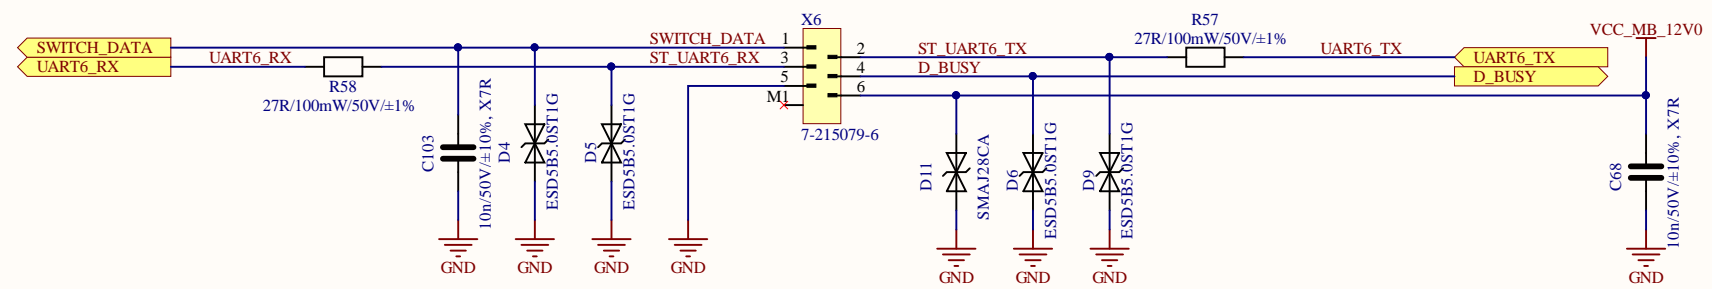 X6
R57
27R/100mW/50V/±1%
VCC_MB_12V0
SWITCH_DATA
SWITCH_DATA
1
2
ST_UART6_TX
UART6_TX
UART6_TX
UART6_RX
UART6_RX
ST_UART6_RX
3
4
D_BUSY
D_BUSY
R58
27R/100mW/50V/±1%
5
6
M1
7-215079-6
C103
10n/50V/±10%, X7R
D4
ESD5B5.0ST1G
D5
ESD5B5.0ST1G
D11
SMAJ28CA
D6
ESD5B5.0ST1G
D9
ESD5B5.0ST1G
C68
10n/50V/±10%, X7R
GND
GND
GND
GND
GND
GND
GND
GND